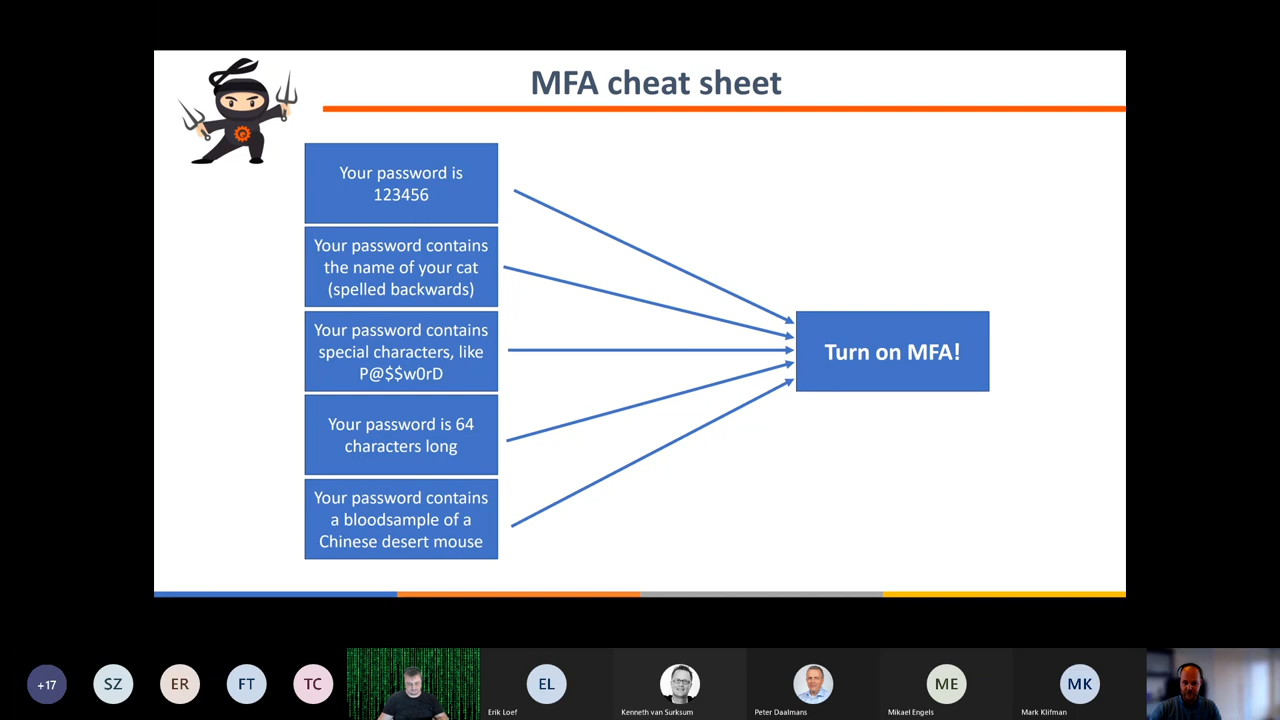 MFA cheat sheet
Your password is
123456
Your password contains
the name of your cat
(spelled backwards)
Your password contains
special characters, like
P@$$w0rD
Your password is 64
characters long
Your password contains
a bloodsample of a
Chinese desert mouse
Turn on MFA!
+17
SZ
ER
FT
TC
EL
Erik Loef
Kenneth van Surksum
Peter Daalmans
ME
Mikael Engels
MK
Mark Klifman